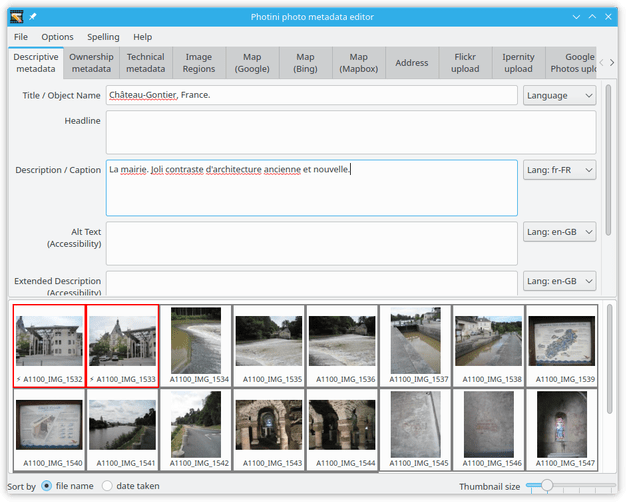 Photini photo metadata editor
File Options Spelling Help
Descriptive metadata
Ownership metadata
Technical metadata
Image Regions
Map (Google)
Map (Bing)
Map (Mapbox)
Address
Flickr upload
Ipernity upload
Google Photos uplo
Title / Object Name
Château-Gontier, France.
Language
Headline
Description / Caption
La mairie. Joli contraste d'architecture ancienne et nouvelle.
Lang: fr-FR
Alt Text
(Accessibility)
Lang: en-GB
Extended Description
(Accessibility)
Lang: en-GB
A1100_IMG_1532 A1100_IMG_1533 A1100_IMG_1534 A1100_IMG_1535 A1100_IMG_1536 A1100_IMG_1537 A1100_IMG_1538 A1100_IMG_1539
A1100_IMG_1540 A1100_IMG_1541 A1100_IMG_1542 A1100_IMG_1543 A1100_IMG_1544 A1100_IMG_1545 A1100_IMG_1546 A1100_IMG_1547
Sort by file name date taken Thumbnail size